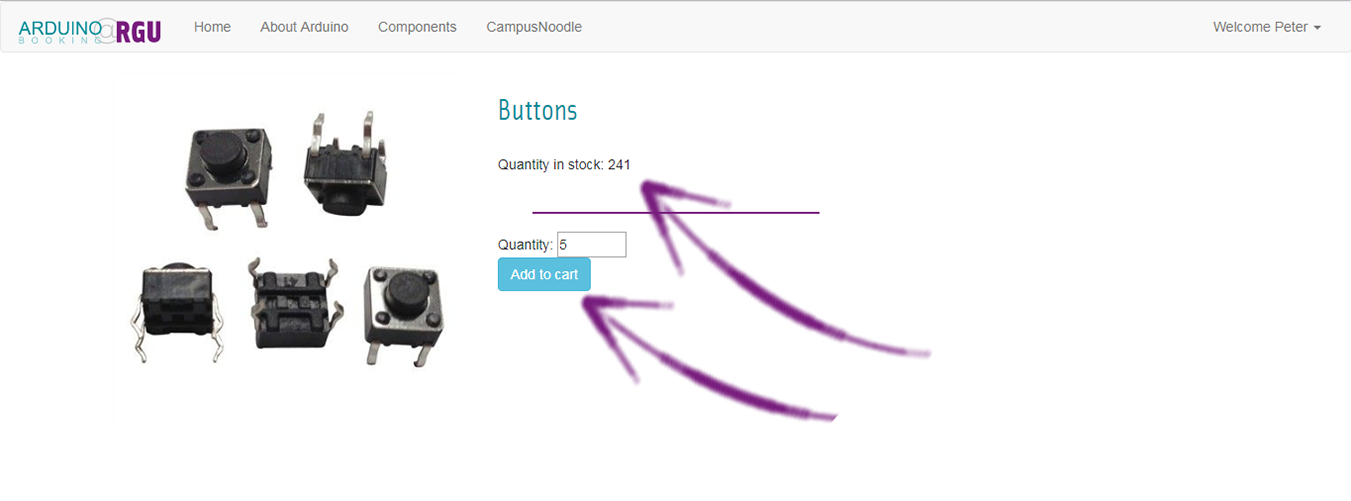 ARDUINO @RGU
BOOKING
Home
About Arduino
Components
CampusNoodle
Welcome Peter
Buttons
Quantity in stock: 241
Quantity: 5
Add to cart